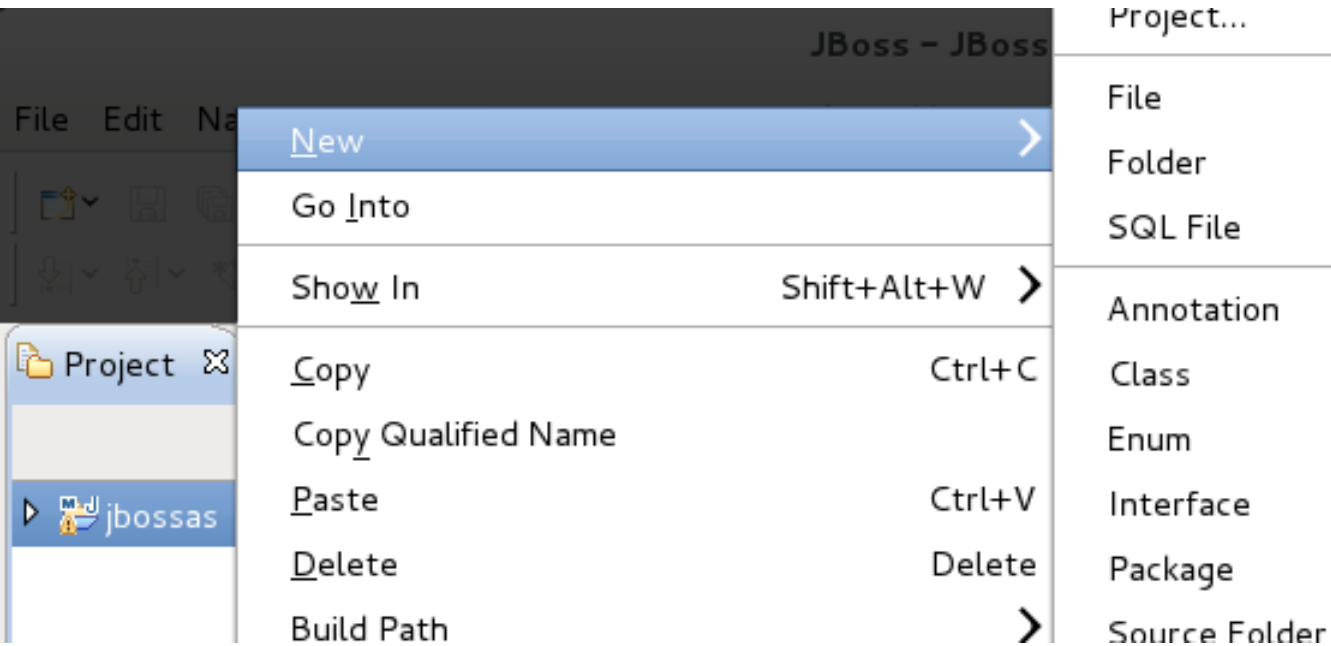 JBoss – JBoss
File Edit Na
Project
jbossas
New
Go Into
Show In Shift+Alt+W
Copy Ctrl+C
Copy Qualified Name
Paste Ctrl+V
Delete Delete
Build Path
Project...
File
Folder
SQL File
Annotation
Class
Enum
Interface
Package
Source Folder